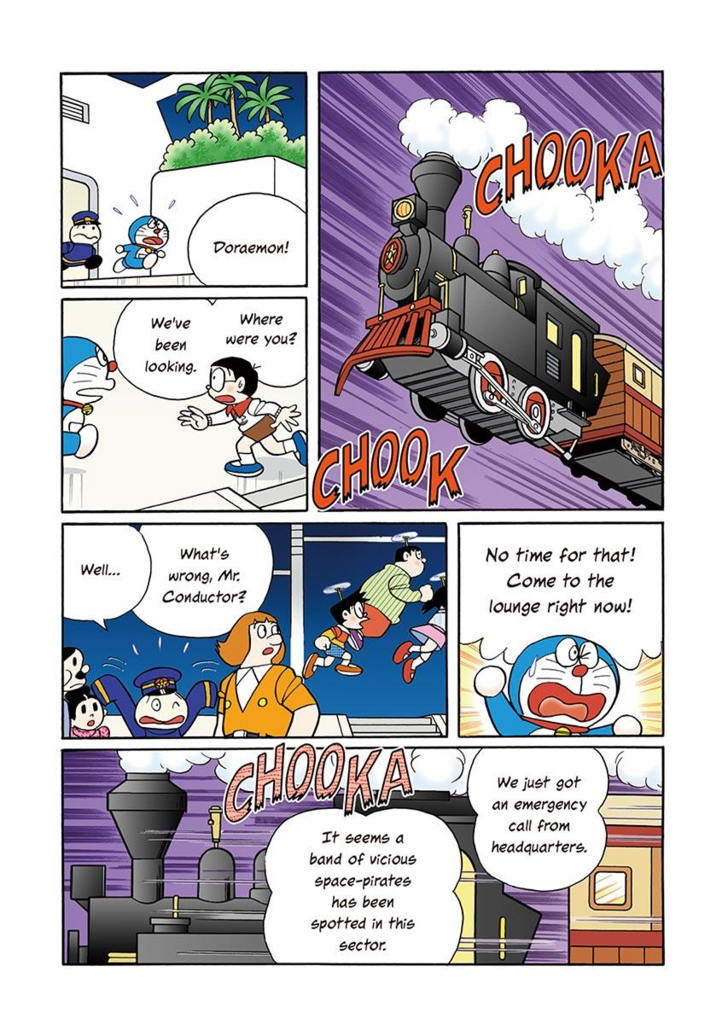 CHOOKA
CHOOK
Doraemon!
Where
were you?
We've
been
looking.
No time for that!
Come to the
lounge right now!
What's
wrong, Mr.
Conductor?
Well...
We just got
an emergency
call from
headquarters.
CHOOKA
It seems a
band of vicious
space-pirates
has been
spotted in this
sector.